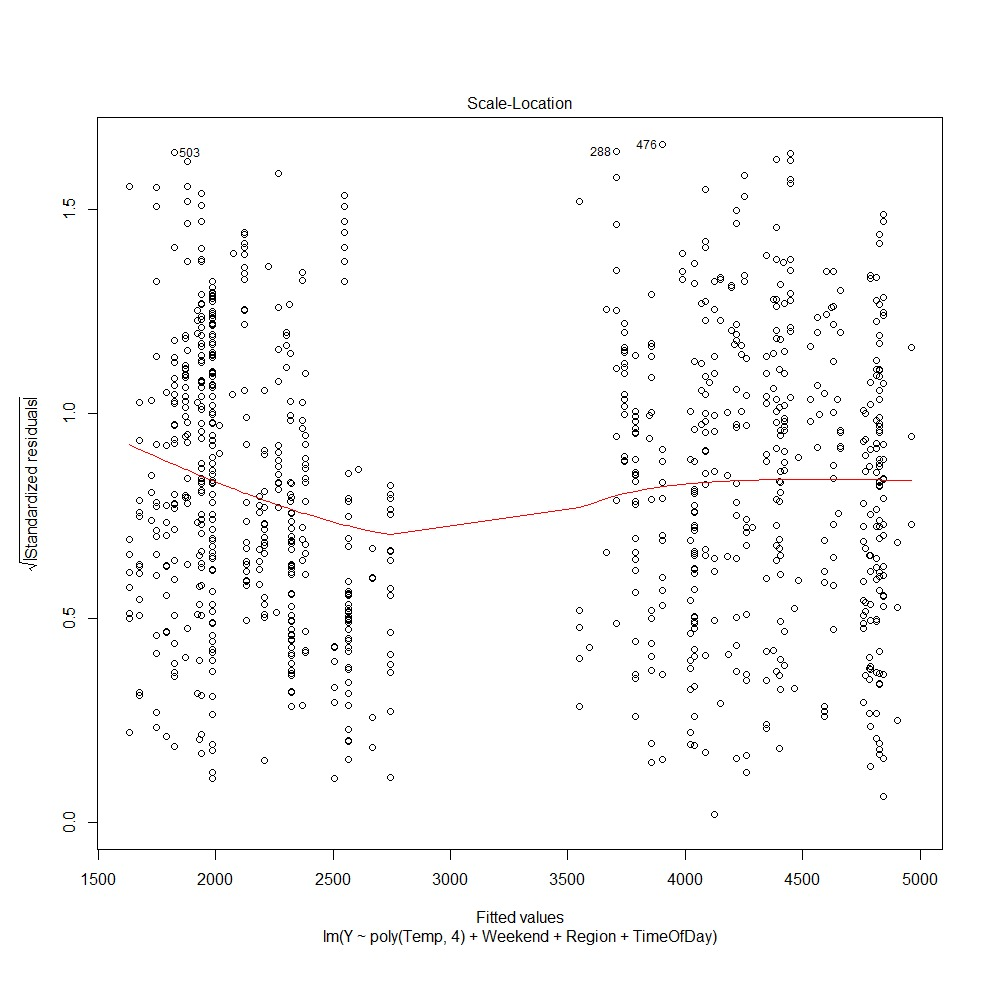 Scale-Location
503
288
476
1.5
1.0
0.5
0.0
√|Standardized residuals|
1500 2000 2500 3000 3500 4000 4500 5000
Fitted values
lm(Y ~ poly(Temp, 4) + Weekend + Region + TimeOfDay)